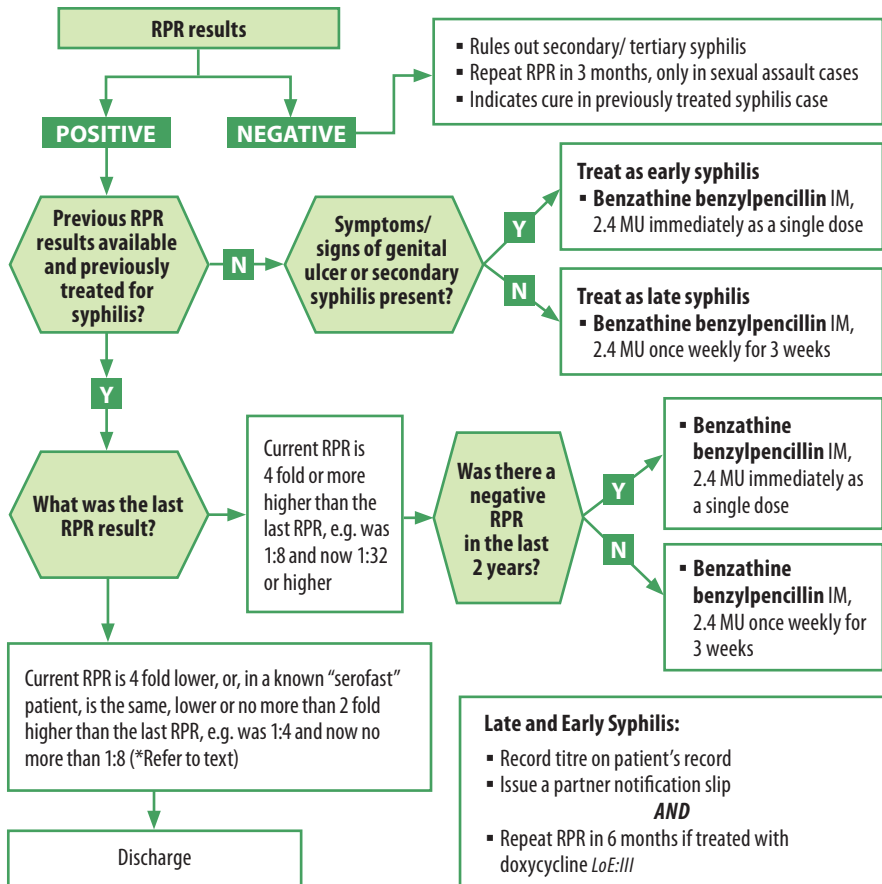 RPR results
▪ Rules out secondary/ tertiary syphilis
▪ Repeat RPR in 3 months, only in sexual assault cases
▪ Indicates cure in previously treated syphilis case
POSITIVE
NEGATIVE
Previous RPR
results available
and previously
treated for
syphilis?
N
Symptoms/
signs of genital
ulcer or secondary
syphilis present?
Y
Treat as early syphilis
▪ Benzathine benzylpencillin IM,
2.4 MU immediately as a single dose
N
Treat as late syphilis
▪ Benzathine benzylpencillin IM,
2.4 MU once weekly for 3 weeks
Y
What was the last
RPR result?
Current RPR is
4 fold or more
higher than the
last RPR, e.g. was
1:8 and now 1:32
or higher
Was there a
negative
RPR
in the last
2 years?
Y
▪ Benzathine
benzylpencillin IM,
2.4 MU immediately as
a single dose
N
▪ Benzathine
benzylpencillin IM,
2.4 MU once weekly for
3 weeks
Current RPR is 4 fold lower, or, in a known “serofast”
patient, is the same, lower or no more than 2 fold
higher than the last RPR, e.g. was 1:4 and now no
more than 1:8 (*Refer to text)
Discharge
Late and Early Syphilis:
▪ Record titre on patient’s record
▪ Issue a partner notification slip
AND
▪ Repeat RPR in 6 months if treated with
doxycycline LoE:III